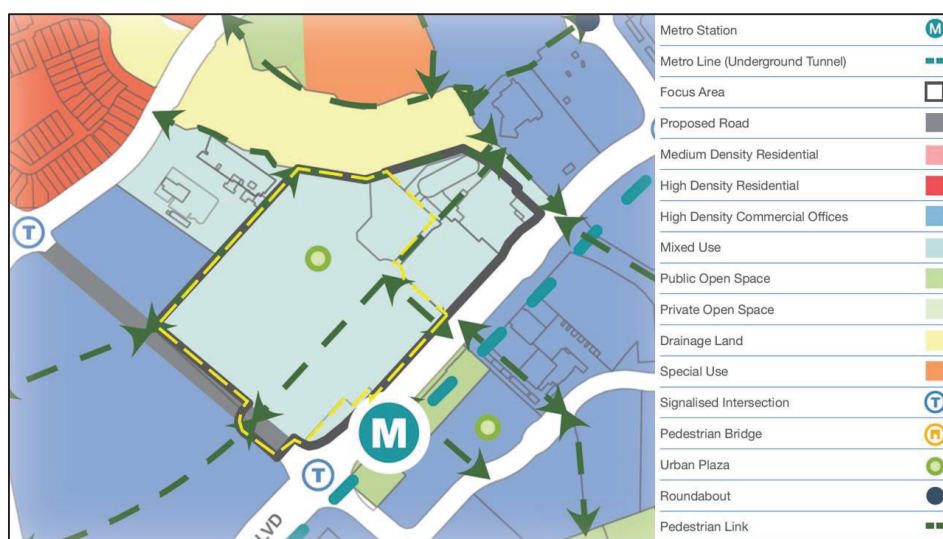 Metro Station
M
Metro Line (Underground Tunnel)
Focus Area
Proposed Road
Medium Density Residential
High Density Residential
High Density Commercial Offices
Mixed Use
Public Open Space
Private Open Space
Drainage Land
Special Use
Signalised Intersection
T
Pedestrian Bridge
Urban Plaza
Roundabout
Pedestrian Link
T
M
T
LVD